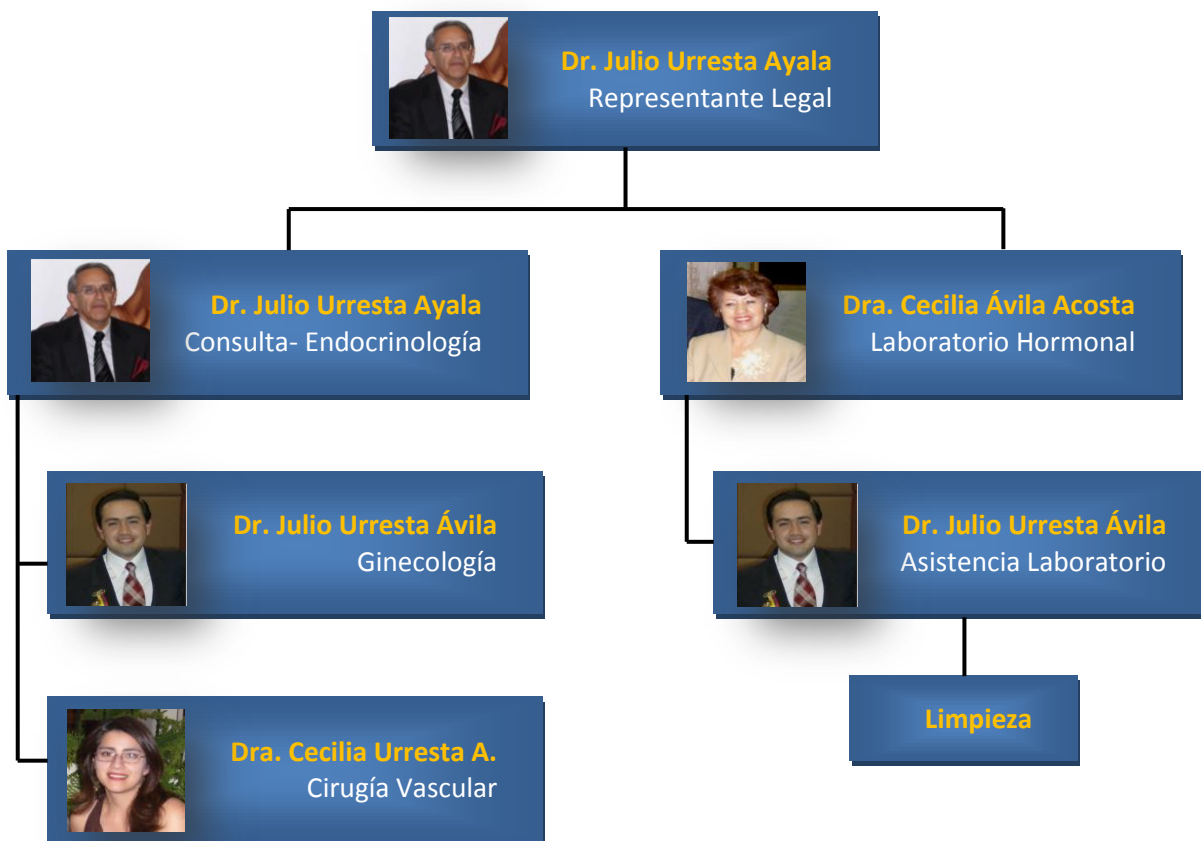 Dr. Julio Urresta Ayala
Representante Legal
Dr. Julio Urresta Ayala
Consulta- Endocrinología
Dra. Cecilia Ávila Acosta
Laboratorio Hormonal
Dr. Julio Urresta Ávila
Ginecología
Dr. Julio Urresta Ávila
Asistencia Laboratorio
Dra. Cecilia Urresta A.
Cirugía Vascular
Limpieza